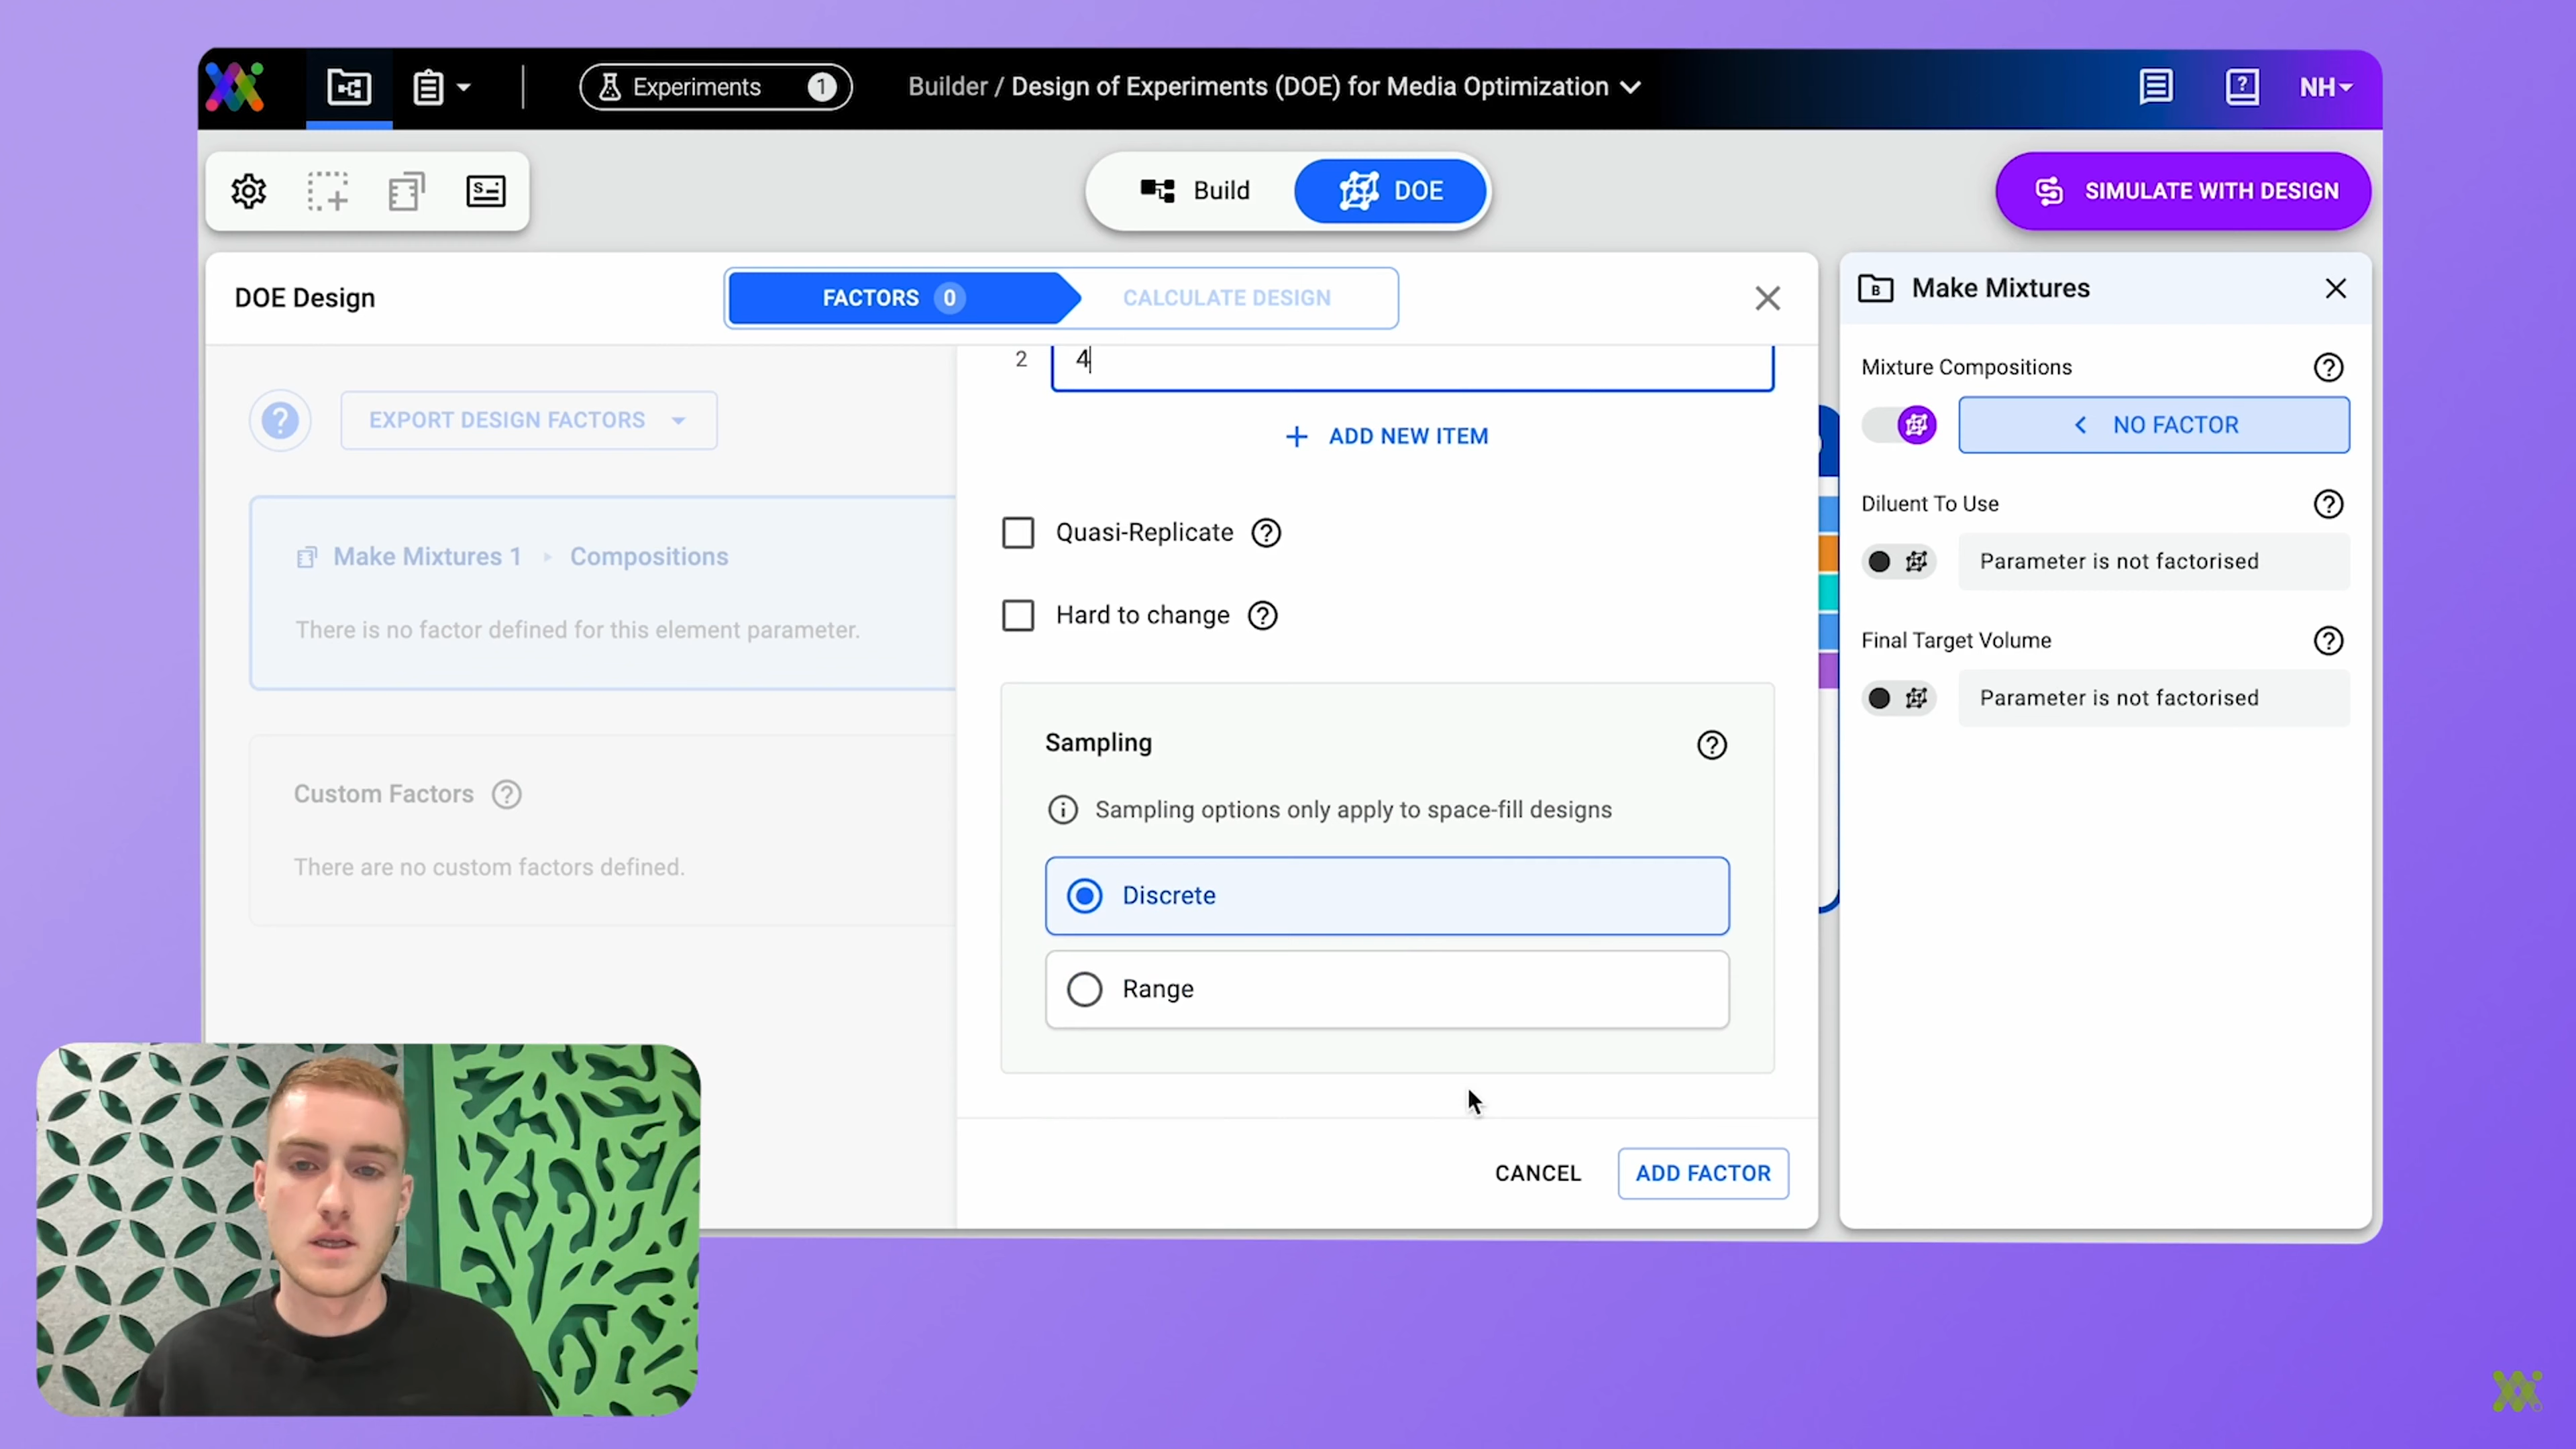 Experiments 1
Builder / Design of Experiments (DOE) for Media Optimization
NH
Build
DOE
SIMULATE WITH DESIGN
DOE Design
FACTORS 0
CALCULATE DESIGN
Make Mixtures
EXPORT DESIGN FACTORS
Make Mixtures 1
Compositions
There is no factor defined for this element parameter.
Custom Factors
There are no custom factors defined.
2 4
+ ADD NEW ITEM
Quasi-Replicate
Hard to change
Sampling
Sampling options only apply to space-fill designs
Discrete
Range
CANCEL
ADD FACTOR
Mixture Compositions
NO FACTOR
Diluent To Use
Parameter is not factorised
Final Target Volume
Parameter is not factorised